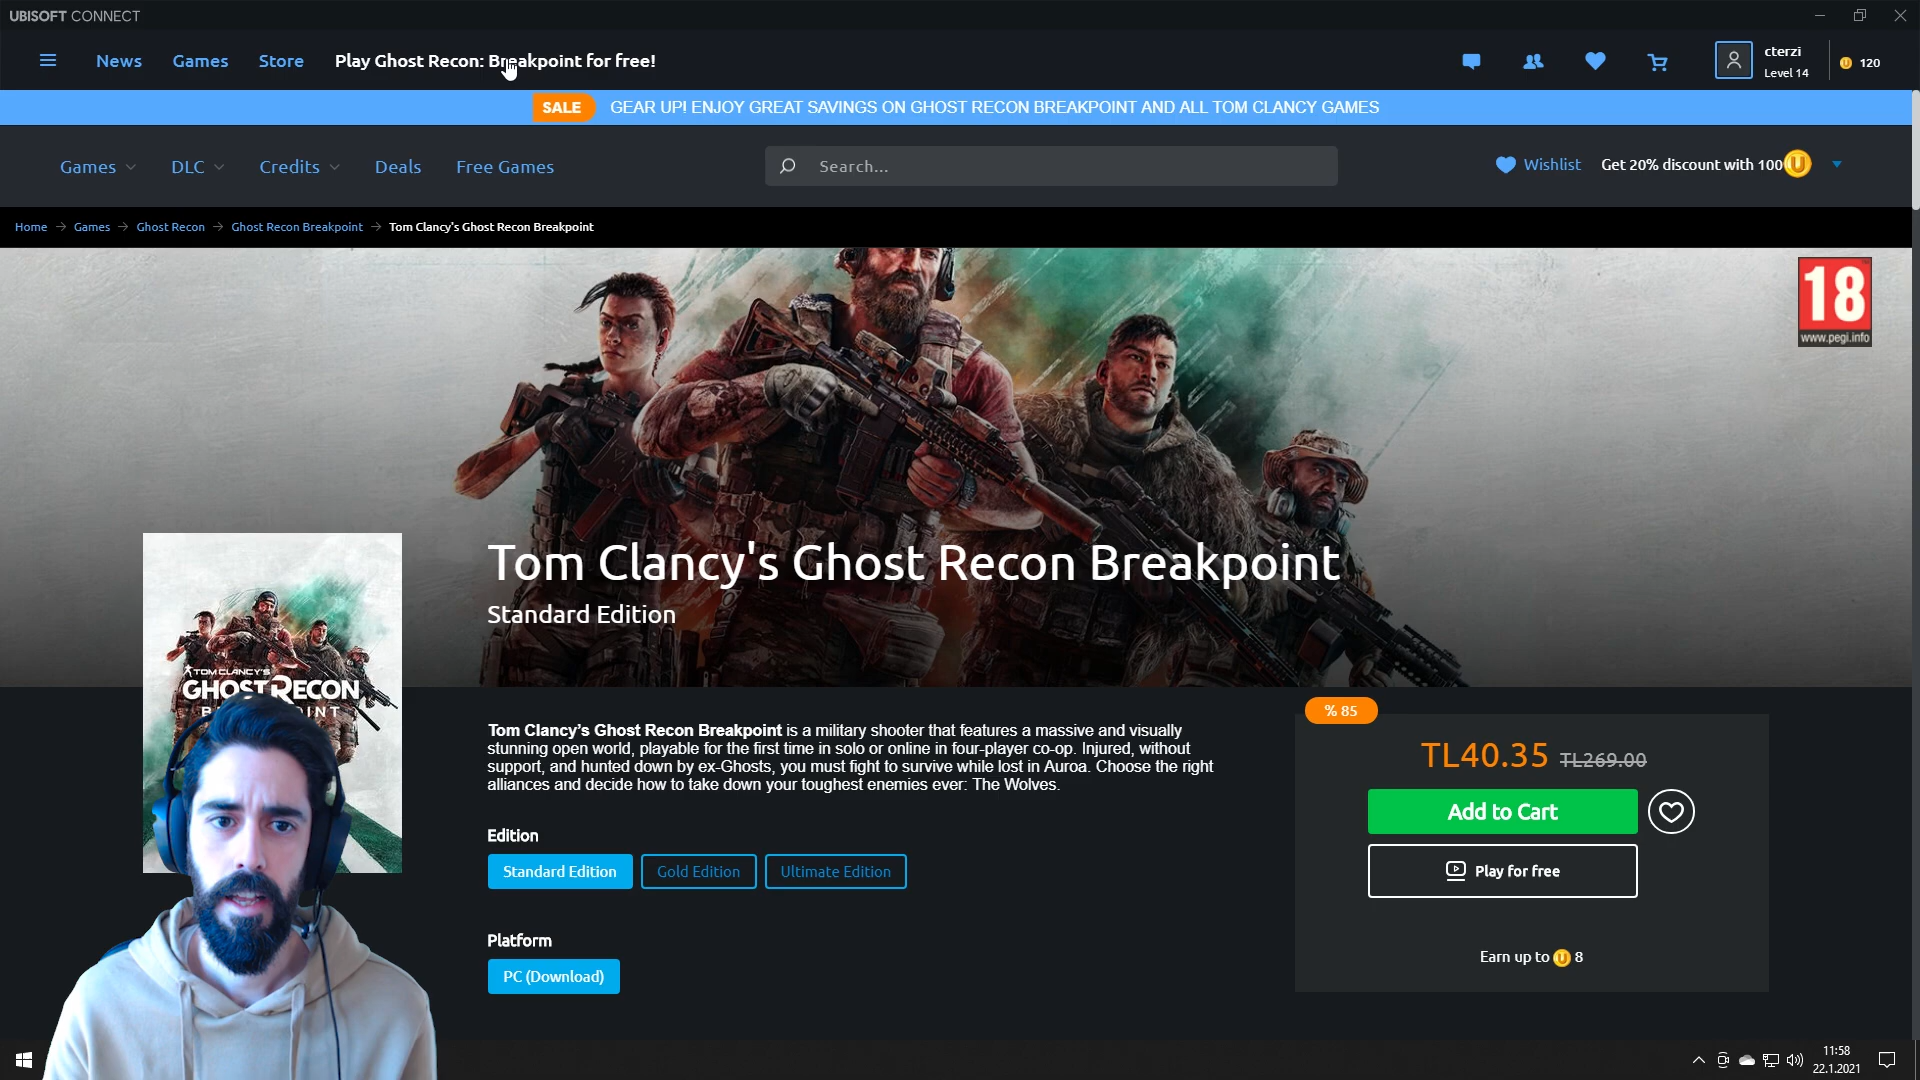 UBISOFT CONNECT
News Games Store Play Ghost Recon: Breakpoint for free!
cterzi
Level 14
120
SALE GEAR UP! ENJOY GREAT SAVINGS ON GHOST RECON BREAKPOINT AND ALL TOM CLANCY GAMES
Games DLC Credits Deals Free Games Search... Wishlist Get 20% discount with 100
Home → Games → Ghost Recon → Ghost Recon Breakpoint → Tom Clancy's Ghost Recon Breakpoint
18
www.pegi.info
Tom Clancy's Ghost Recon Breakpoint
Standard Edition
TOM CLANCY'S
GHOST RECON
% 85
Tom Clancy's Ghost Recon Breakpoint is a military shooter that features a massive and visually
stunning open world, playable for the first time in solo or online in four-player co-op. Injured, without
support, and hunted down by ex-Ghosts, you must fight to survive while lost in Auroa. Choose the right
alliances and decide how to take down your toughest enemies ever: The Wolves.
TL40.35 TL269.00
Add to Cart
Play for free
Earn up to 8
Edition
Standard Edition Gold Edition Ultimate Edition
Platform
PC (Download)
11:58
22.1.2021